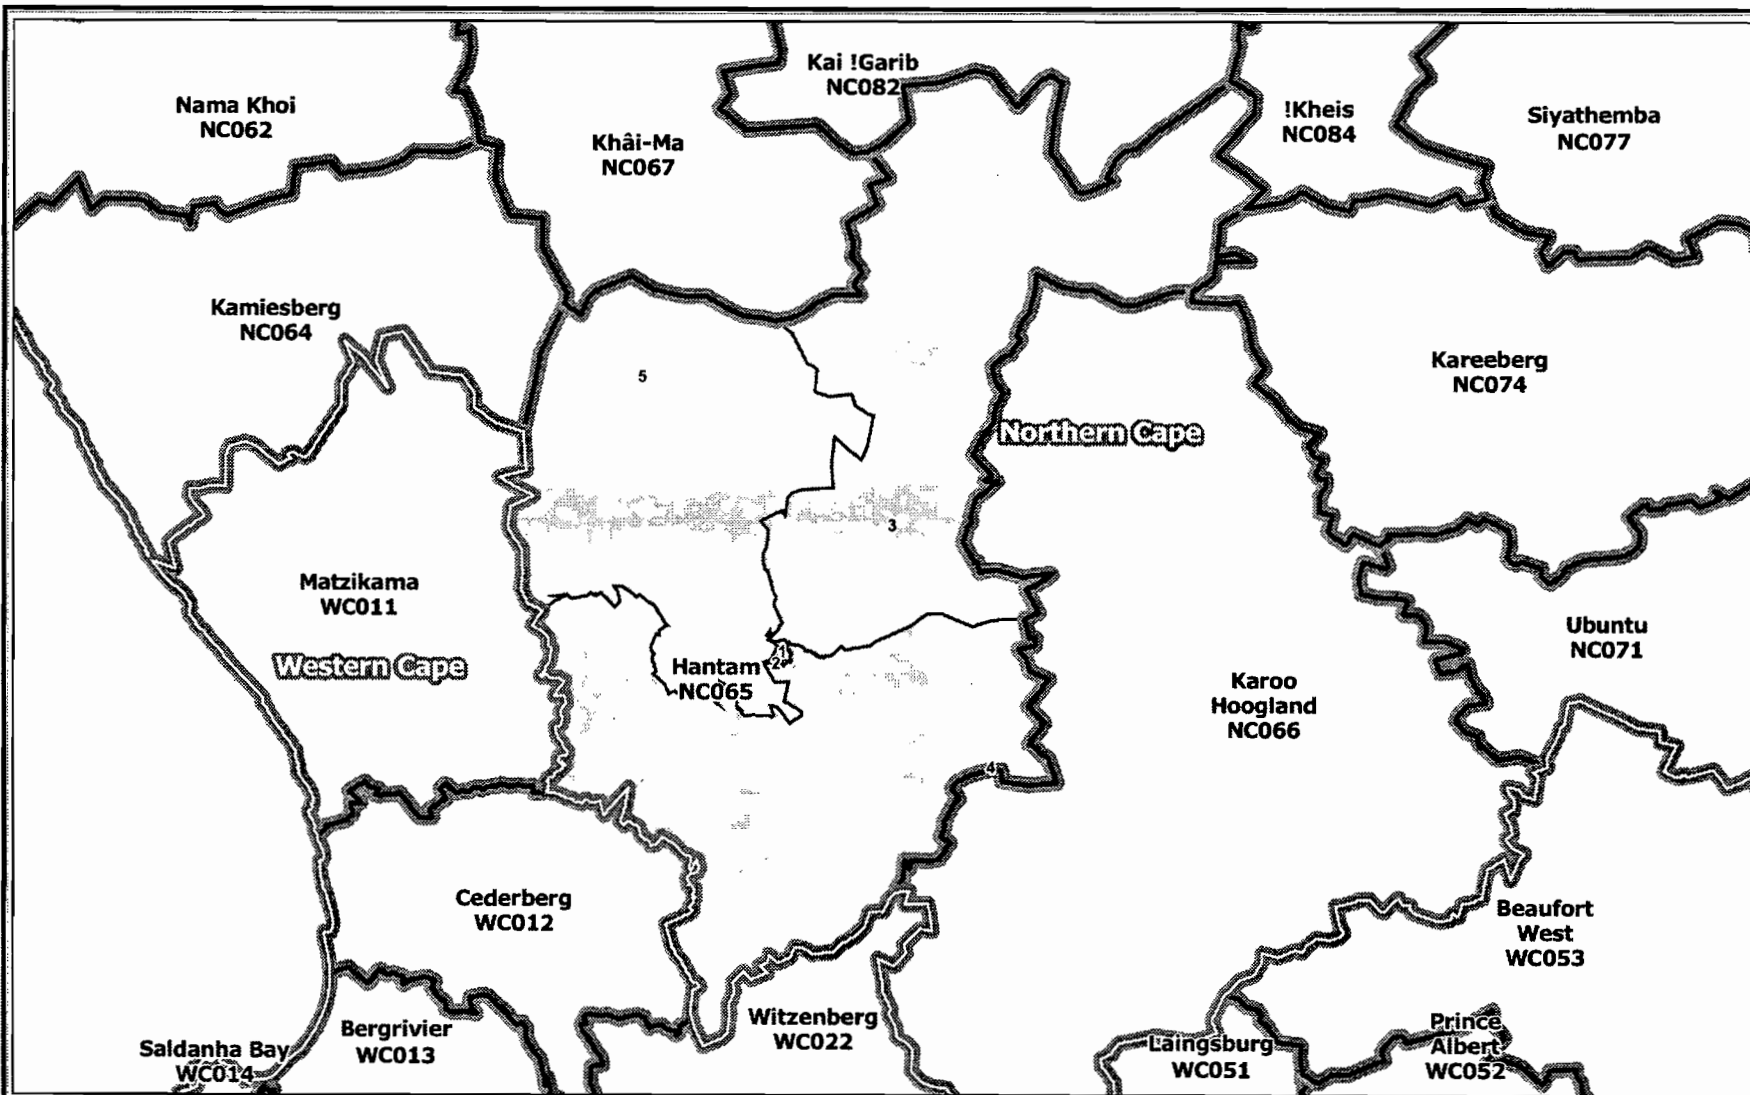 Nama Khoi
NC062
Khâi-Ma
NC067
Kai !Garib
NC082
!Kheis
NC084
Siyathemba
NC077
Kamiesberg
NC064
5
Northern Cape
Kareeberg
NC074
3
Matzikama
WC011
Western Cape
Hantam
NC065
1
2
Ubuntu
NC071
Karoo
Hoogland
NC066
4
Cederberg
WC012
Beaufort
West
WC053
Saldanha Bay
WC014
Bergrivier
WC013
Witzenberg
WC022
Laingsburg
WC051
Prince
Albert
WC052